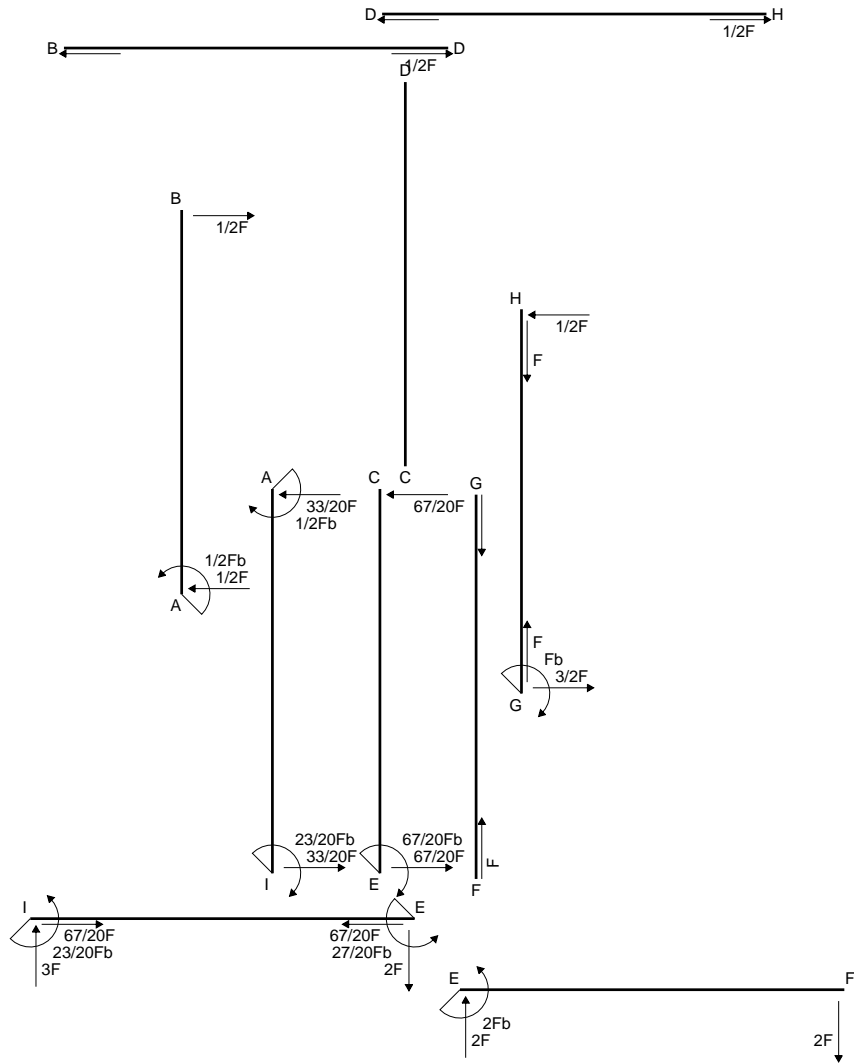 D H
1/2F
B D
1/2F
D
B
1/2F
H
1/2F
F
A C C G
33/20F 67/20F
1/2Fb
1/2Fb
1/2F
A
F
Fb
3/2F
G
23/20Fb 67/20Fb
33/20F 67/20F
F
I E F
I E
67/20F 67/20F
23/20Fb 27/20Fb
3F 2F
E F
2Fb
2F 2F